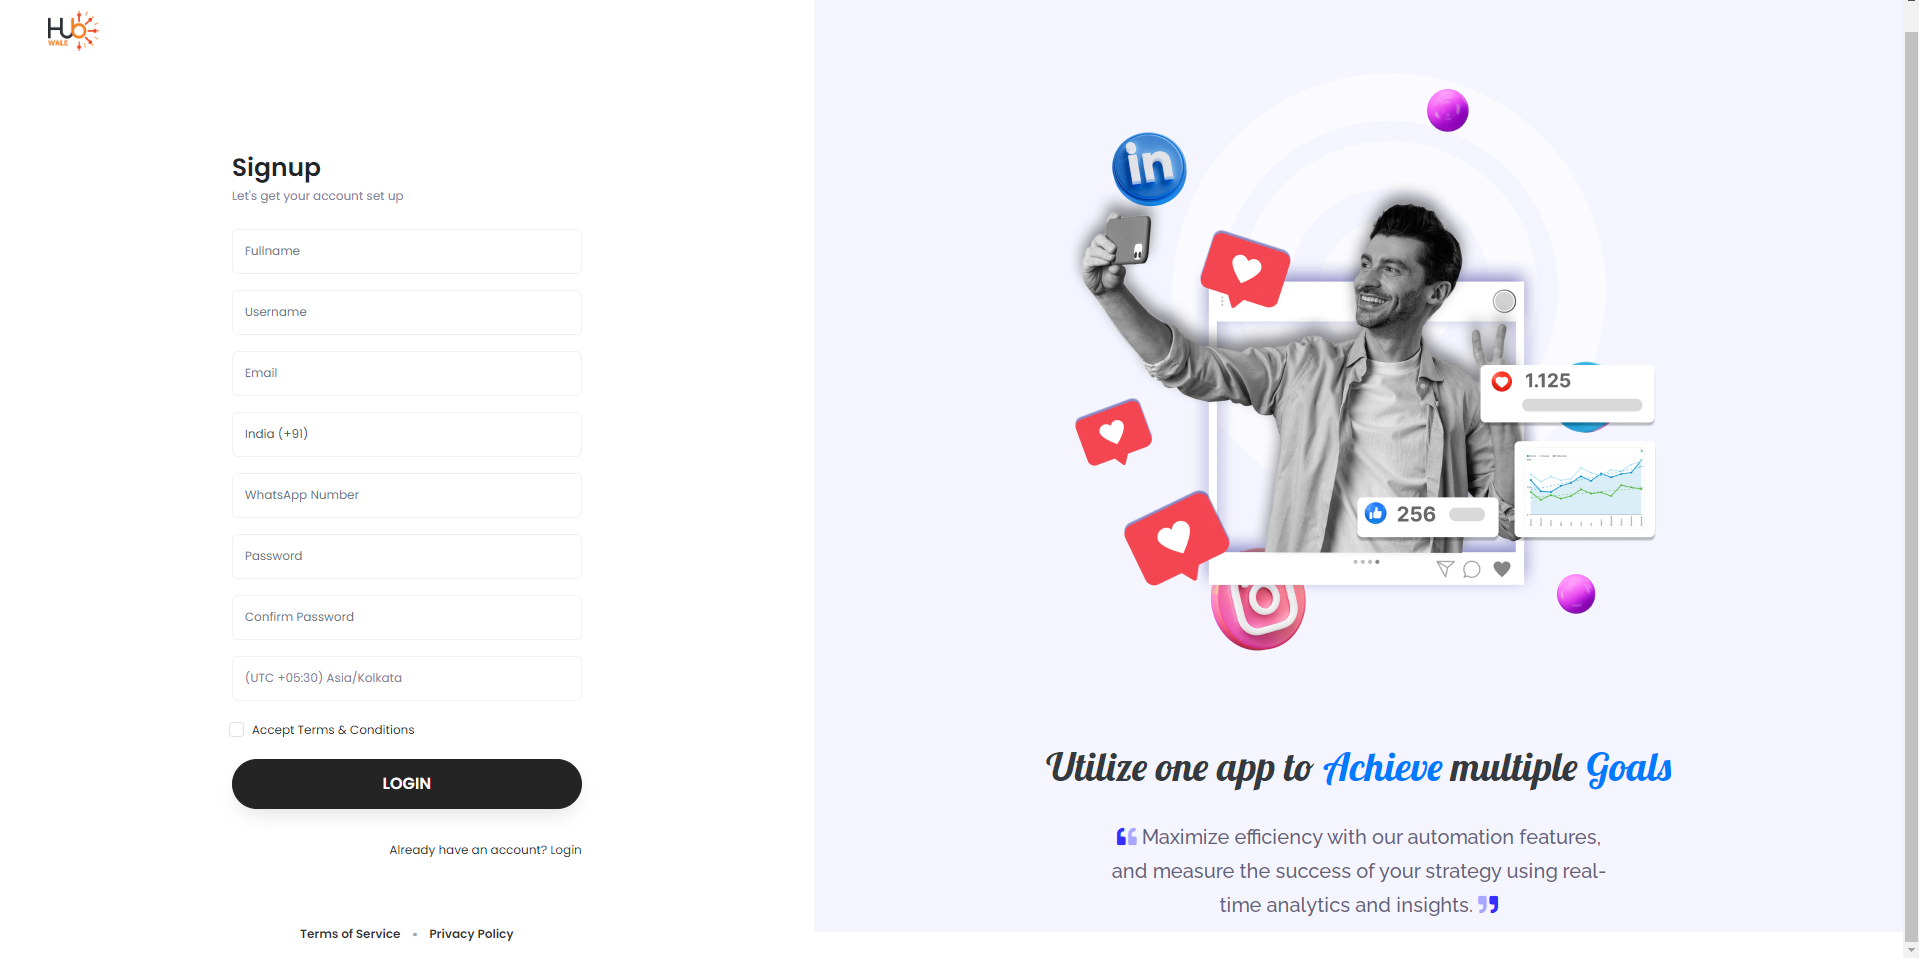 Hub
WALE
Signup
Let's get your account set up
Fullname
Username
Email
India (+91)
WhatsApp Number
Password
Confirm Password
(UTC +05:30) Asia/Kolkata
Accept Terms & Conditions
LOGIN
Already have an account? Login
Terms of Service • Privacy Policy
in
1.125
256
Utilize one app to Achieve multiple Goals
❝ Maximize efficiency with our automation features,
and measure the success of your strategy using real-
time analytics and insights. ❞